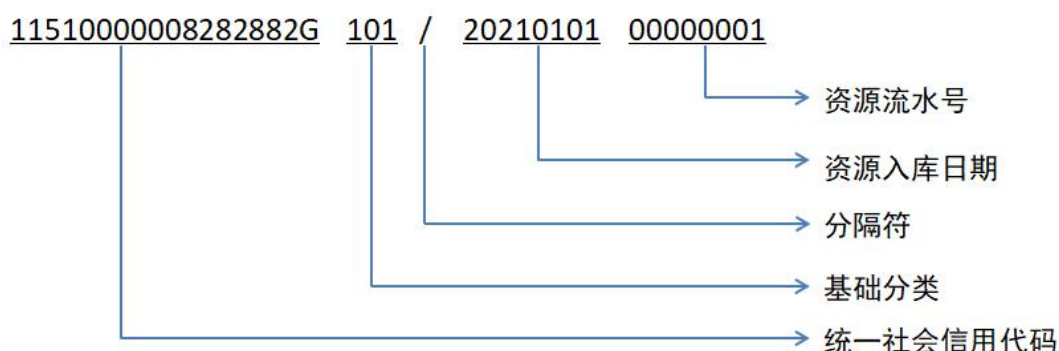 11510000008282882G 101 / 20210101 00000001
资源流水号
资源入库日期
分隔符
基础分类
统一社会信用代码